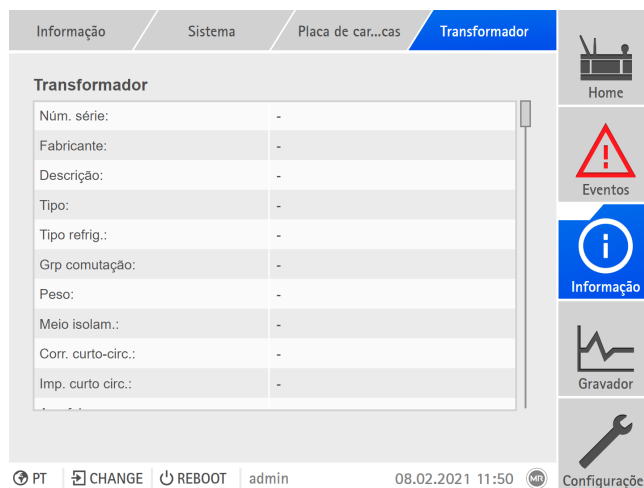 Informação
Sistema
Placa de car...cas
Transformador
Transformador
Núm. série: -
Fabricante: -
Descrição: -
Tipo: -
Tipo refrig.: -
Grp comutação: -
Peso: -
Meio isolam.: -
Corr. curto-circ.: -
Imp. curto circ.: -
Home
Eventos
Informação
Gravador
Configuraçõe
PT
CHANGE
REBOOT
admin
08.02.2021 11:50
MR